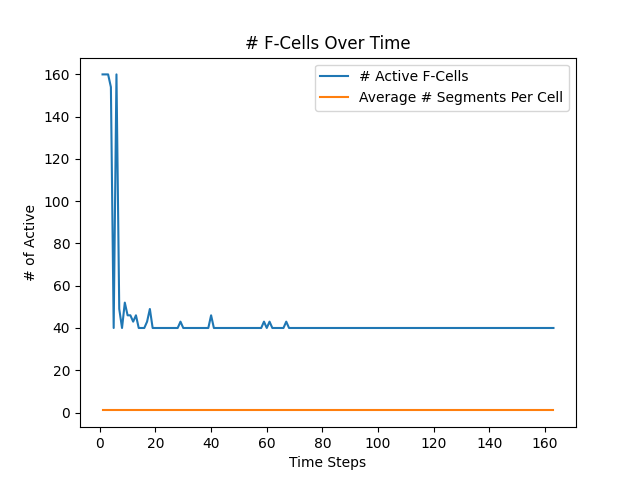 # F-Cells Over Time
# Active F-Cells
Average # Segments Per Cell
# of Active
160
140
120
100
80
60
40
20
0
0 20 40 60 80 100 120 140 160
Time Steps